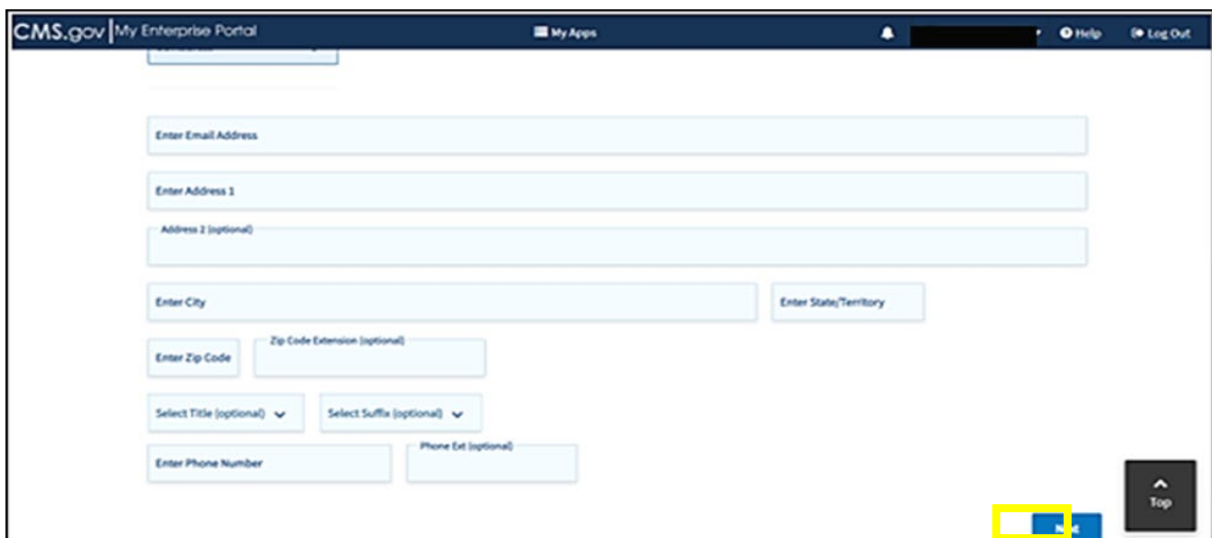 CMS.gov My Enterprise Portal My Apps Help Log Out
Enter Email Address
Enter Address 1
Address 2 (optional)
Enter City Enter State/Territory
Enter Zip Code Zip Code Extension (optional)
Select Title (optional) Select Suffix (optional)
Enter Phone Number Phone Ext (optional)
Top